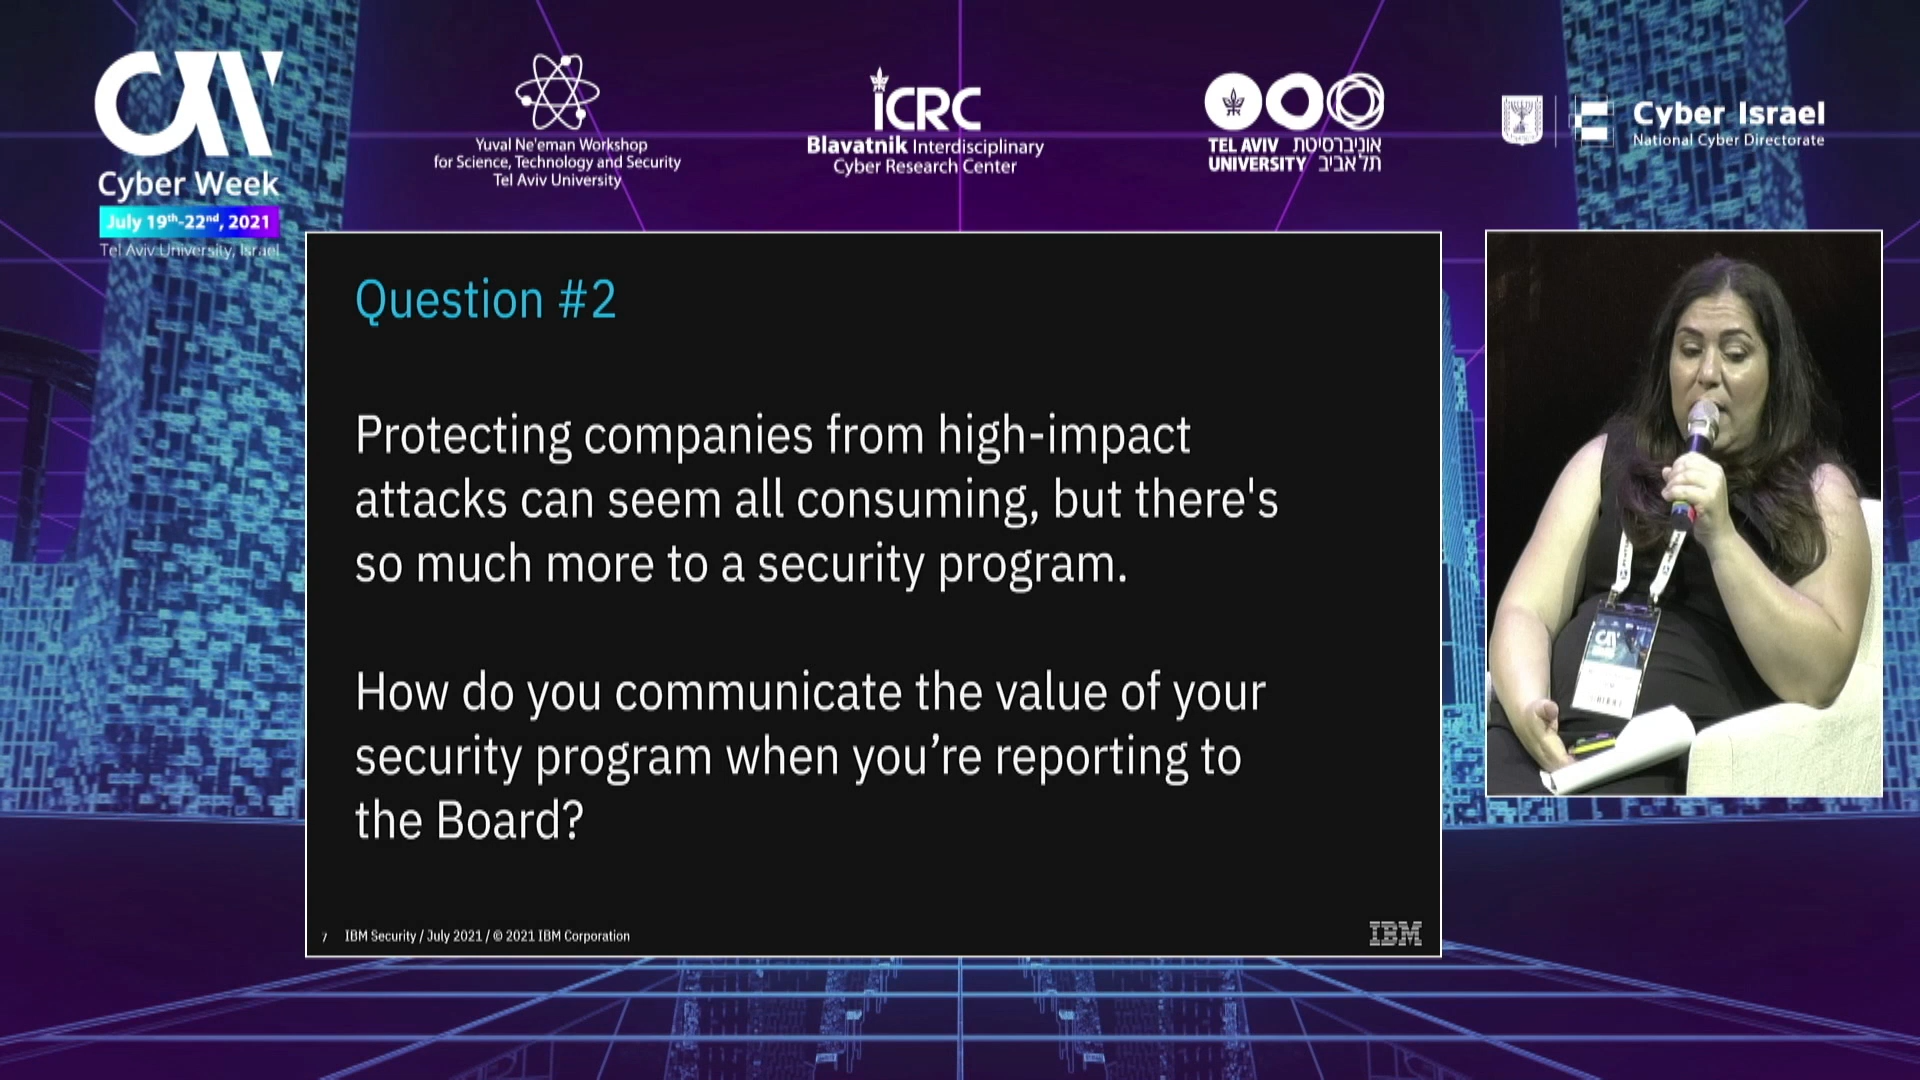 CW
Cyber Week
July 19th-22nd, 2021
Tel Aviv University, Israel
Yuval Ne'eman Workshop
for Science, Technology and Security
Tel Aviv University
ICRC
Blavatnik Interdisciplinary
Cyber Research Center
TEL AVIV אוניברסיטת
UNIVERSITY תל אביב
Cyber Israel
National Cyber Directorate
Question #2
Protecting companies from high-impact
attacks can seem all consuming, but there's
so much more to a security program.
How do you communicate the value of your
security program when you’re reporting to
the Board?
7 IBM Security / July 2021 / © 2021 IBM Corporation
IBM
CW